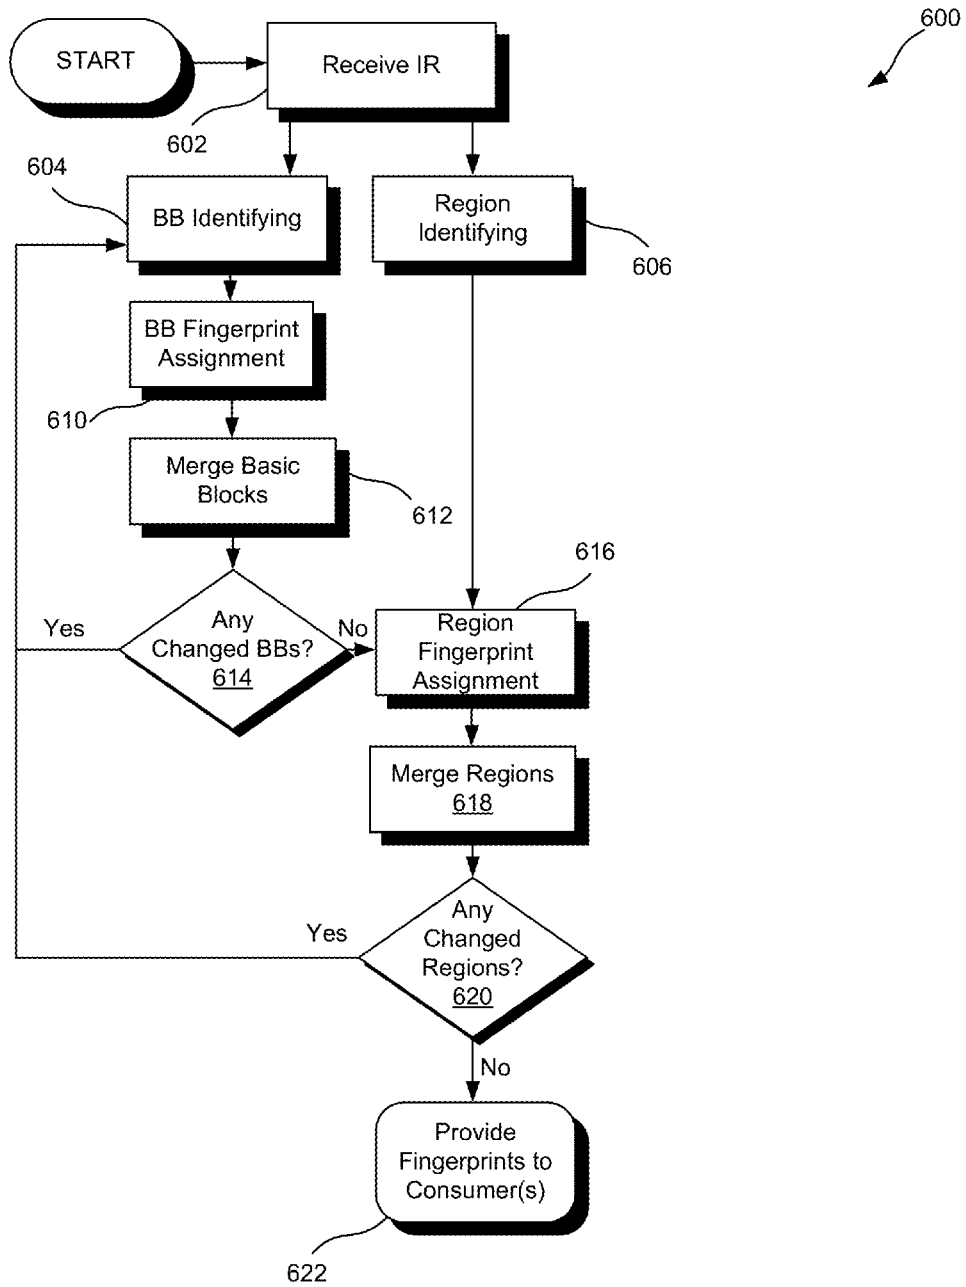 600
START
Receive IR
602
604
BB Identifying
Region
Identifying
606
BB Fingerprint
Assignment
610
Merge Basic
Blocks
612
616
Any
Changed BBs?
614
Yes
No
Region
Fingerprint
Assignment
Merge Regions
618
Any
Changed
Regions?
620
Yes
No
Provide
Fingerprints to
Consumer(s)
622